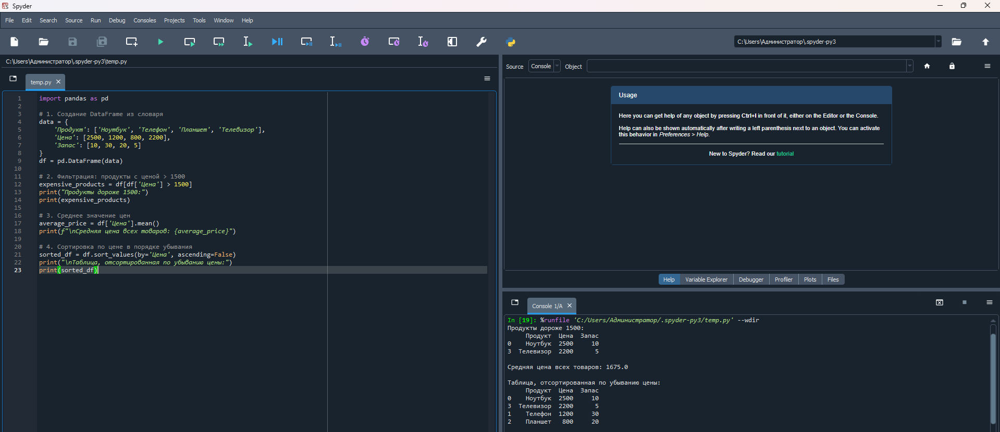 Spyder
File Edit Search Source Run Debug Consoles Projects Tools Window Help
C:\Users\Администратор\.spyder-py3
C:\Users\Администратор\.spyder-py3\temp.py
temp.py
1 import pandas as pd
2
3 # 1. Создание DataFrame из словаря
4 data = {
5     'Продукт': ['Ноутбук', 'Телефон', 'Планшет', 'Телевизор'],
6     'Цена': [2500, 1200, 800, 2200],
7     'Запас': [10, 30, 20, 5]
8 }
9 df = pd.DataFrame(data)
10
11 # 2. Фильтрация: продукты с ценой > 1500
12 expensive_products = df[df['Цена'] > 1500]
13 print("Продукты дороже 1500:")
14 print(expensive_products)
15
16 # 3. Среднее значение цен
17 average_price = df['Цена'].mean()
18 print(f"\nСредняя цена всех товаров: {average_price}")
19
20 # 4. Сортировка по цене в порядке убывания
21 sorted_df = df.sort_values(by='Цена', ascending=False)
22 print("\nТаблица, отсортированная по убыванию цены:")
23 print(sorted_df)
Source Console Object
Usage
Here you can get help of any object by pressing Ctrl+I in front of it, either on the Editor or the Console.
Help can also be shown automatically after writing a left parenthesis next to an object. You can activate
this behavior in Preferences > Help.
New to Spyder? Read our tutorial
Help Variable Explorer Debugger Profiler Plots Files
Console 1/A
In [19]: %runfile 'C:/Users/Администратор/.spyder-py3/temp.py' --wdir
Продукты дороже 1500:
     Продукт  Цена  Запас
0    Ноутбук  2500     10
3  Телевизор  2200      5

Средняя цена всех товаров: 1675.0

Таблица, отсортированная по убыванию цены:
     Продукт  Цена  Запас
0    Ноутбук  2500     10
3  Телевизор  2200      5
1    Телефон  1200     30
2    Планшет   800     20